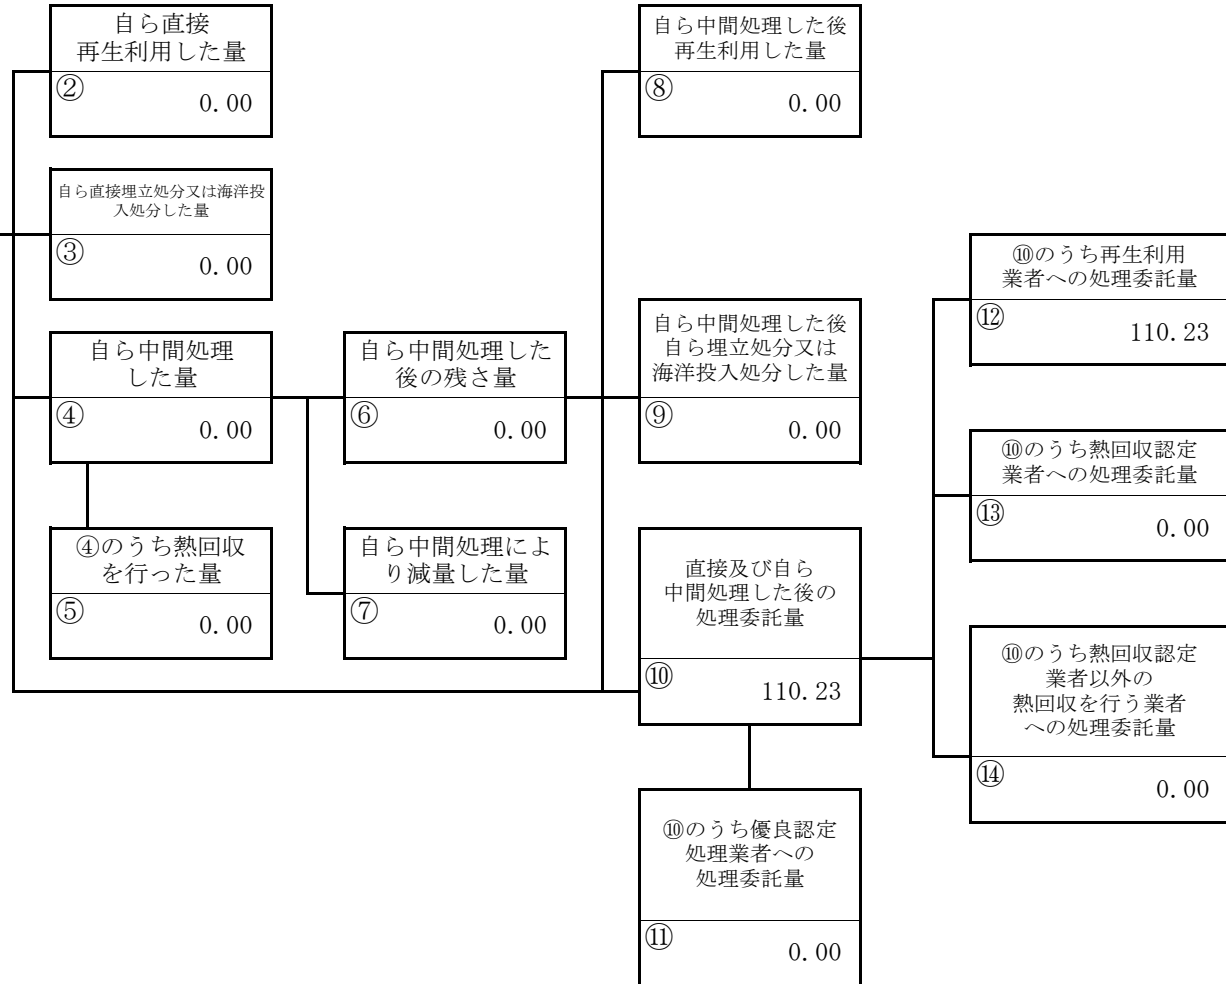 自ら直接
再生利用した量
②
0.00
自ら直接埋立処分又は海洋投
入処分した量
③
0.00
自ら中間処理
した量
④
0.00
④のうち熱回収
を行った量
⑤
0.00
自ら中間処理した
後の残さ量
⑥
0.00
自ら中間処理によ
り減量した量
⑦
0.00
自ら中間処理した後
再生利用した量
⑧
0.00
自ら中間処理した後
自ら埋立処分又は
海洋投入処分した量
⑨
0.00
直接及び自ら
中間処理した後の
処理委託量
⑩
110.23
⑩のうち優良認定
処理業者への
処理委託量
⑪
0.00
⑩のうち再生利用
業者への処理委託量
⑫
110.23
⑩のうち熱回収認定
業者への処理委託量
⑬
0.00
⑩のうち熱回収認定
業者以外の
熱回収を行う業者
への処理委託量
⑭
0.00